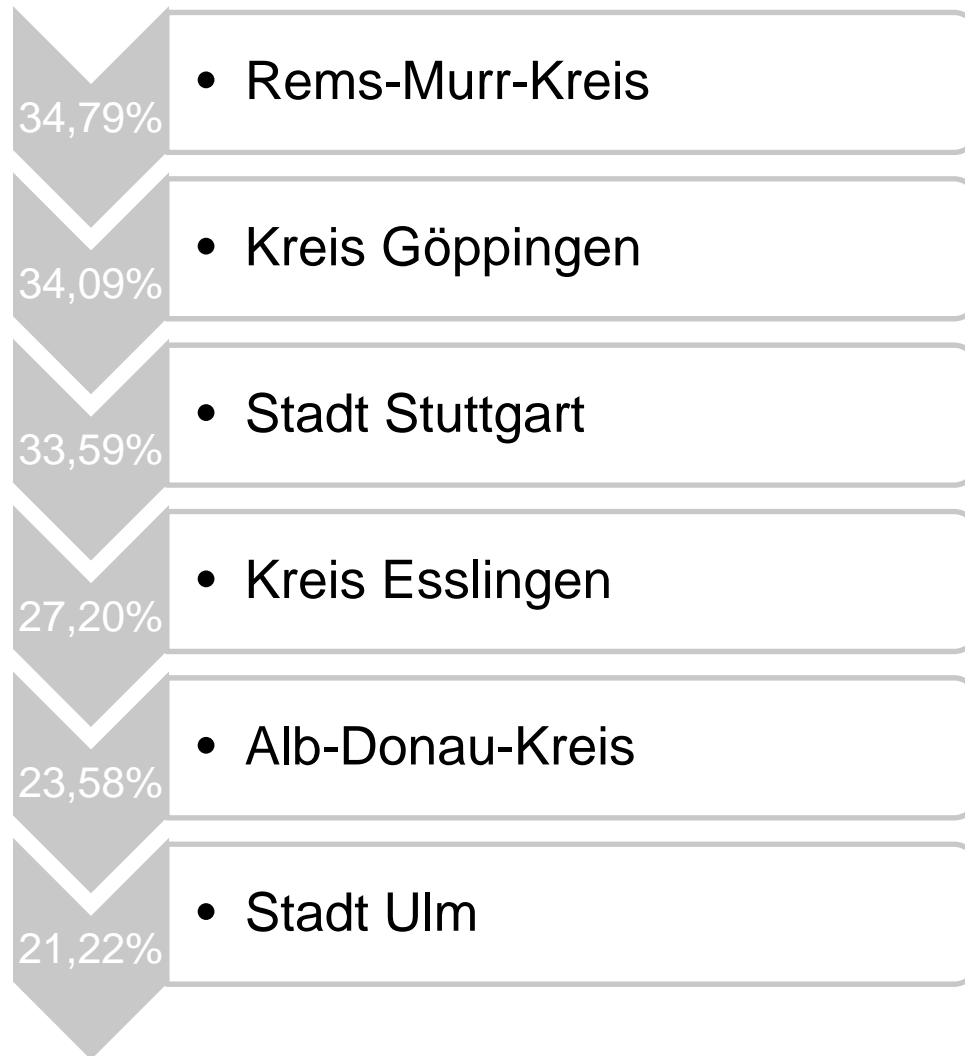 34,79%
• Rems-Murr-Kreis
34,09%
• Kreis Göppingen
33,59%
• Stadt Stuttgart
27,20%
• Kreis Esslingen
23,58%
• Alb-Donau-Kreis
21,22%
• Stadt Ulm